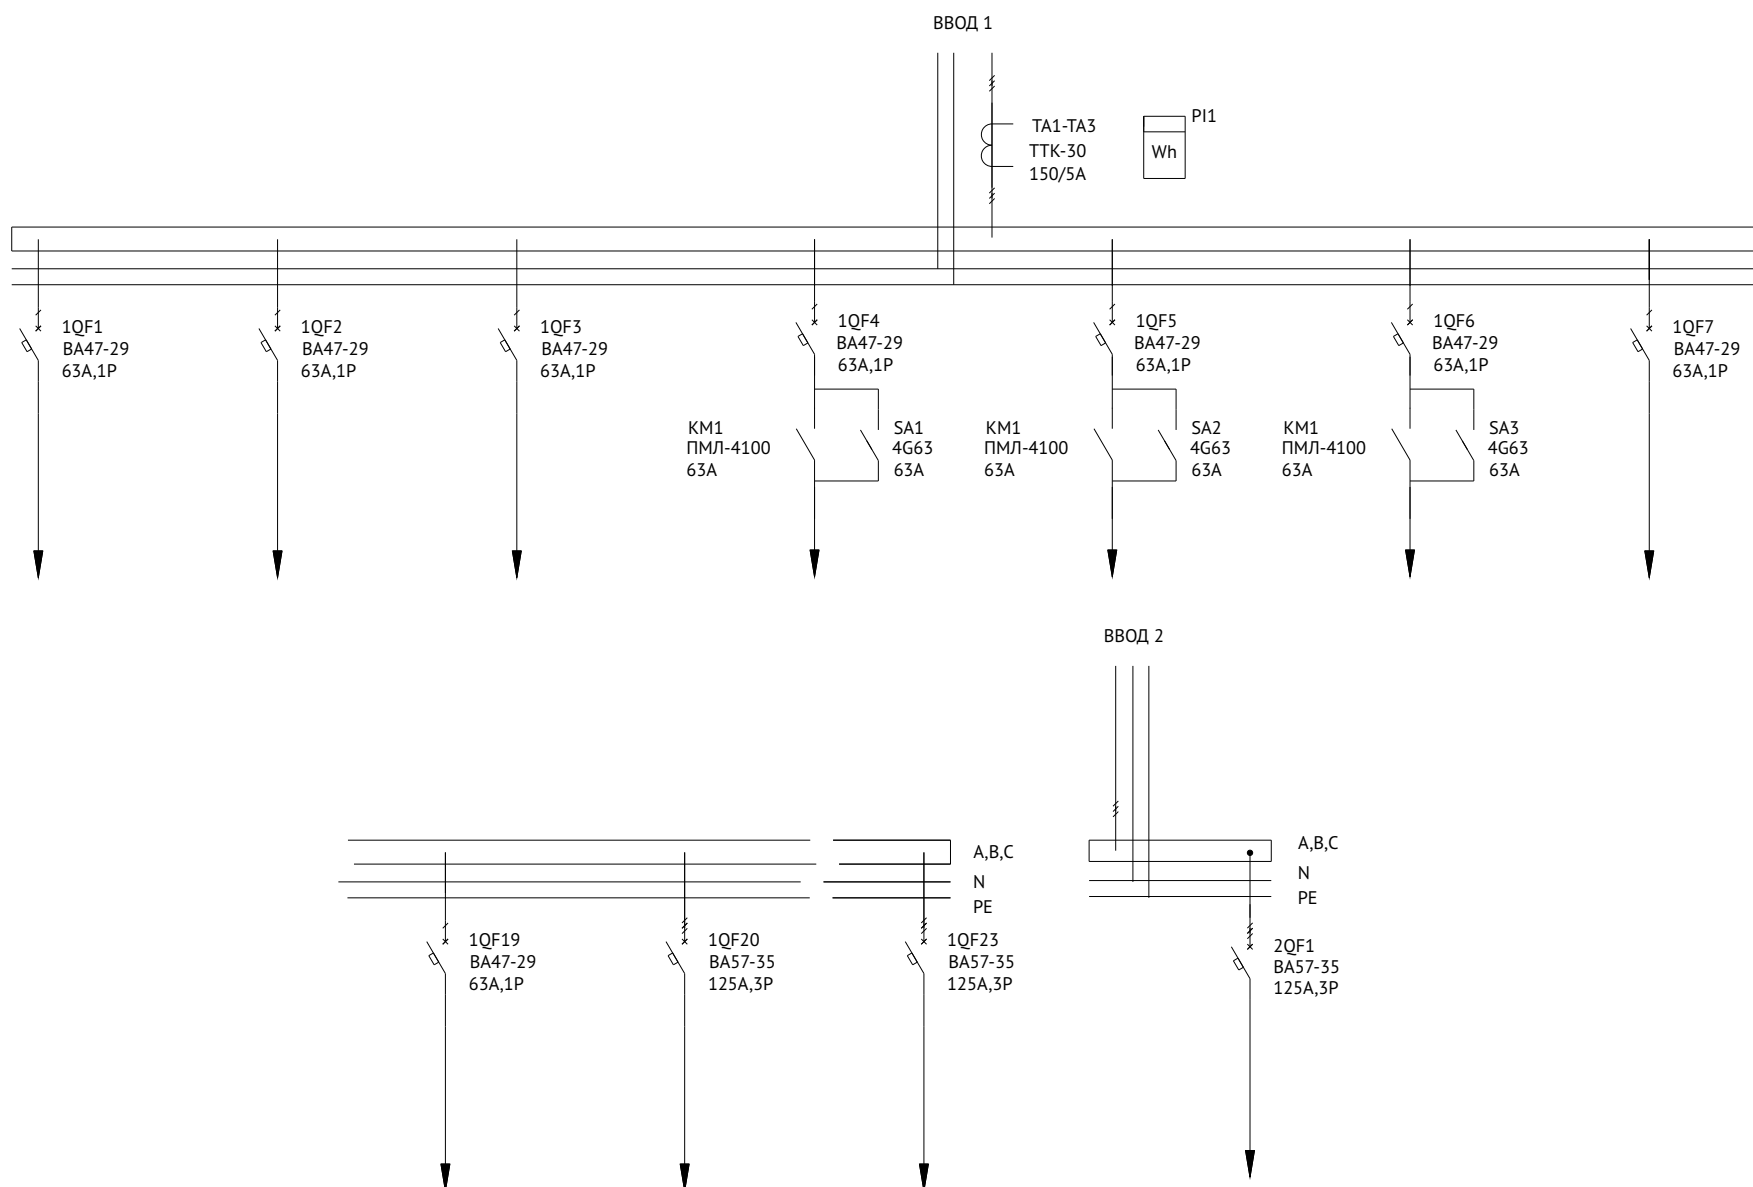 ВВОД 1
TA1-TA3
ТТК-30
150/5А
PI1
Wh
1QF1
ВА47-29
63А,1Р
1QF2
ВА47-29
63А,1Р
1QF3
ВА47-29
63А,1Р
1QF4
ВА47-29
63А,1Р
1QF5
ВА47-29
63А,1Р
1QF6
ВА47-29
63А,1Р
1QF7
ВА47-29
63А,1Р
КМ1
ПМЛ-4100
63А
SA1
4G63
63А
КМ1
ПМЛ-4100
63А
SA2
4G63
63А
КМ1
ПМЛ-4100
63А
SA3
4G63
63А
ВВОД 2
A,B,C
N
PE
A,B,C
N
PE
1QF19
ВА47-29
63А,1Р
1QF20
ВА57-35
125А,3Р
1QF23
ВА57-35
125А,3Р
2QF1
ВА57-35
125А,3Р